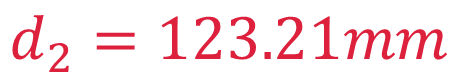 d₂ = 123.21mm